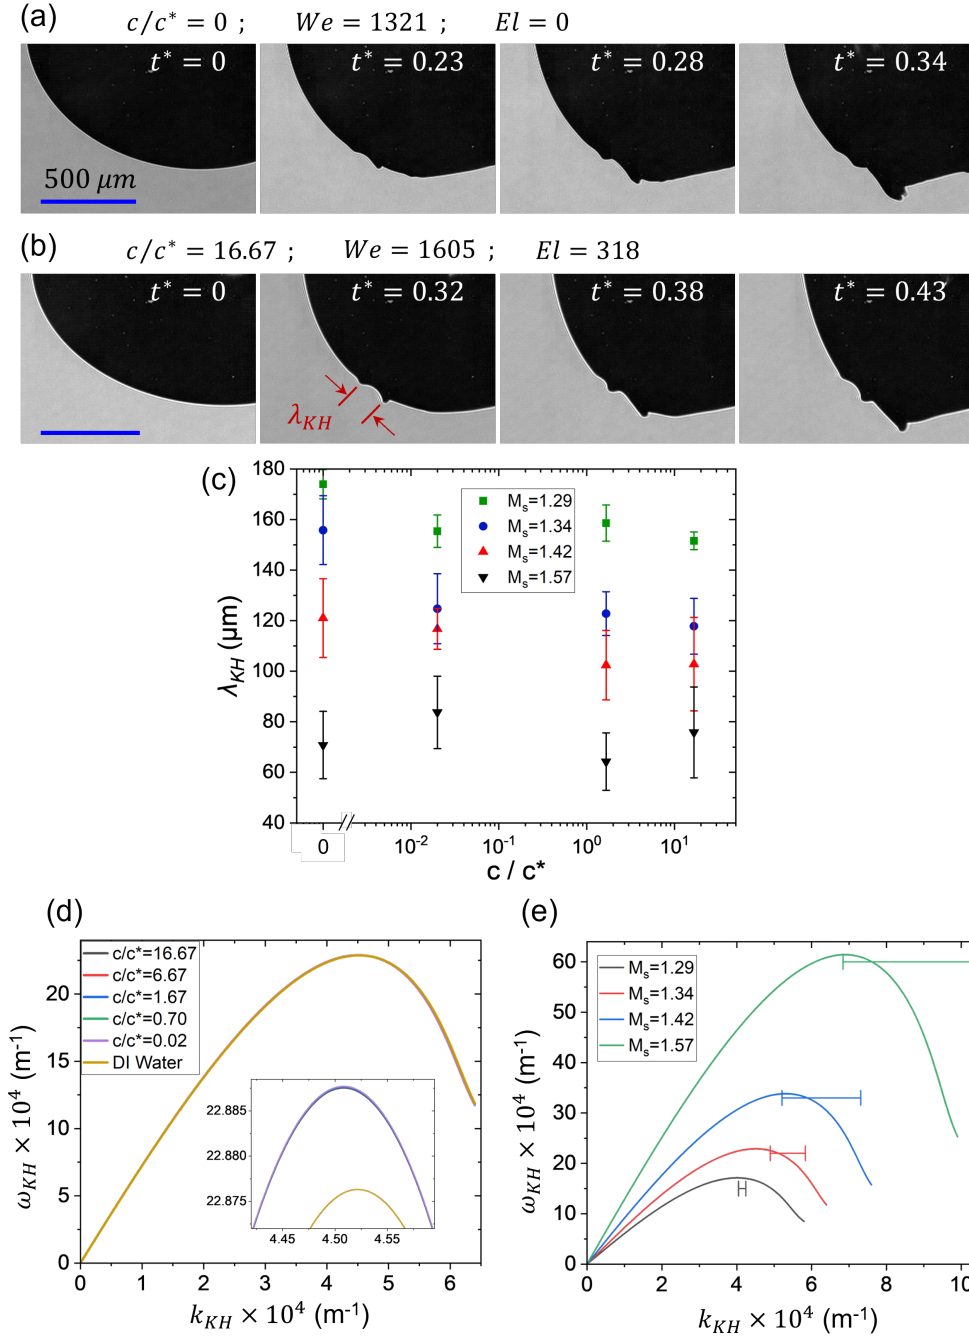 (a) c/c* = 0 ; We = 1321 ; El = 0
t* = 0 t* = 0.23 t* = 0.28 t* = 0.34
500 μm
(b) c/c* = 16.67 ; We = 1605 ; El = 318
t* = 0 t* = 0.32 t* = 0.38 t* = 0.43
λKH
(c)
180
160
140
120
100
80
60
40
λKH (μm)
Ms=1.29
Ms=1.34
Ms=1.42
Ms=1.57
0 10-2 10-1 100 101
c / c*
(d)
c/c*=16.67
c/c*=6.67
c/c*=1.67
c/c*=0.70
c/c*=0.02
DI Water
20
15
10
5
0
ωKH × 10⁴ (m-1)
22.885
22.880
22.875
4.45 4.50 4.55
0 1 2 3 4 5 6
kKH × 10⁴ (m-1)
(e)
Ms=1.29
Ms=1.34
Ms=1.42
Ms=1.57
60
50
40
30
20
10
0
ωKH × 10⁴ (m-1)
0 2 4 6 8 10
kKH × 10⁴ (m-1)